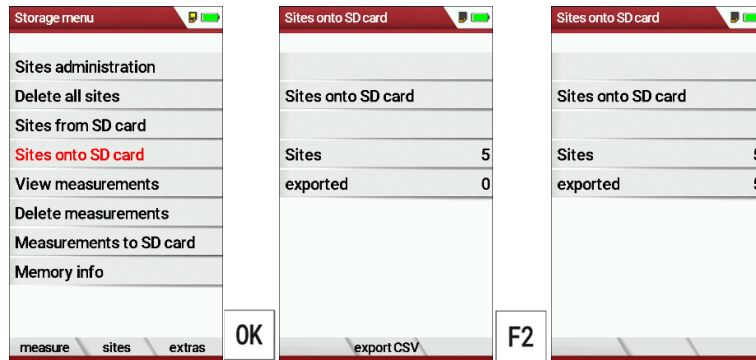 Storage menu
Sites administration
Delete all sites
Sites from SD card
Sites onto SD card
View measurements
Delete measurements
Measurements to SD card
Memory info
measure sites extras
OK
Sites onto SD card
Sites onto SD card
Sites 5
exported 0
export CSV
F2
Sites onto SD card
Sites onto SD card
Sites 5
exported 5